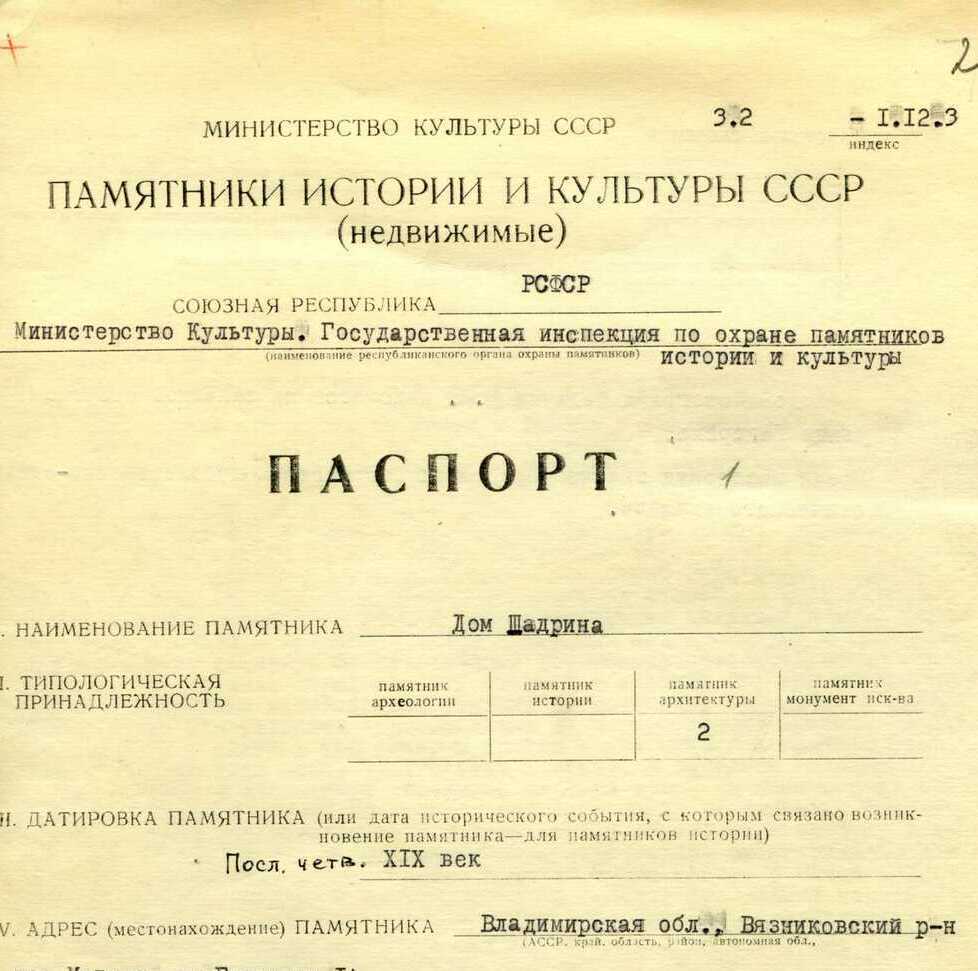 2
МИНИСТЕРСТВО КУЛЬТУРЫ СССР 3.2 – I.I2.3
индекс
ПАМЯТНИКИ ИСТОРИИ И КУЛЬТУРЫ СССР
(недвижимые)
РСФСР
СОЮЗНАЯ РЕСПУБЛИКА
Министерство Культуры. Государственная инспекция по охране памятников
(наименование республиканского органа охраны памятников) истории и культуры
ПАСПОРТ 1
. НАИМЕНОВАНИЕ ПАМЯТНИКА Дом Шадрина
I. ТИПОЛОГИЧЕСКАЯ
ПРИНАДЛЕЖНОСТЬ
памятник археологии
памятник истории
памятник архитектуры
памятник монумент иск-ва
2
II. ДАТИРОВКА ПАМЯТНИКА (или дата исторического события, с которым связано возник-
новение памятника—для памятников истории)
Посл. четв. XIX век
V. АДРЕС (местонахождение) ПАМЯТНИКА Владимирская обл., Вязниковский р-н
(АССР, край, область, район, автономная обл.,